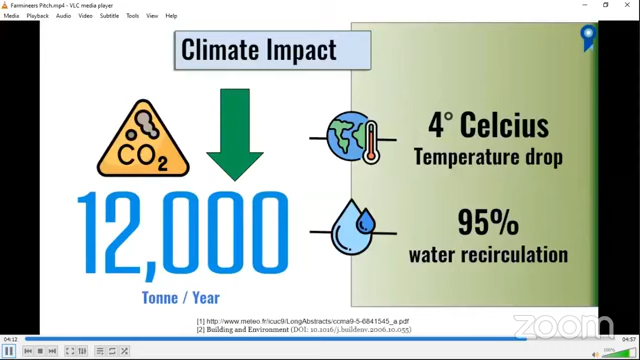 Farmineers Pitch.mp4 - VLC media player
Media Playback Audio Video Subtitle Tools View Help
Climate Impact
CO2
12,000
Tonne / Year
4° Celcius
Temperature drop
95%
water recirculation
[1] http://www.meteo.fr/icuc9/LongAbstracts/ccma9-5-6841545_a.pdf
[2] Building and Environment (DOI: 10.1016/j.buildenv.2006.10.055)
zoom
04:12
04:57
100%